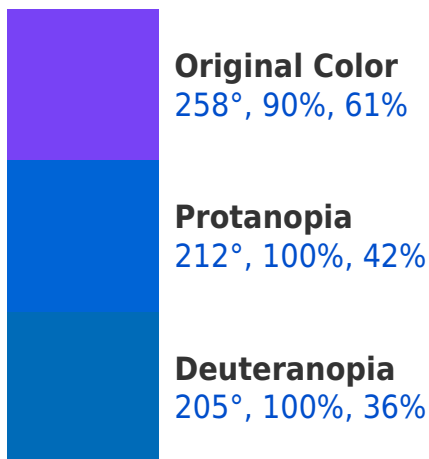 Original Color
258°, 90%, 61%
Protanopia
212°, 100%, 42%
Deuteranopia
205°, 100%, 36%